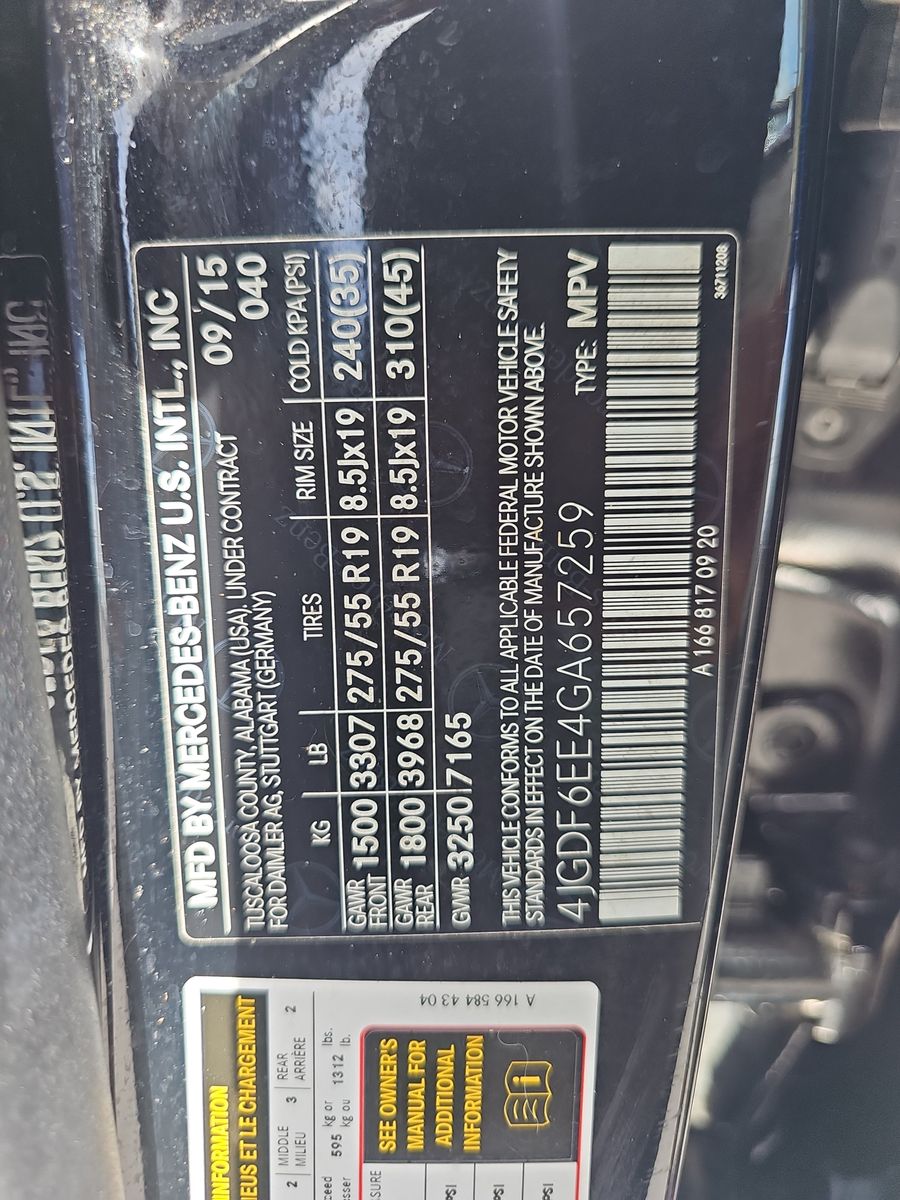 MFD BY MERCEDES-BENZ U.S. INTL., INC
TUSCALOOSA COUNTY, ALABAMA (USA), UNDER CONTRACT 09/15
FOR DAIMLER AG, STUTTGART (GERMANY) 040
KG LB TIRES RIM SIZE COLD KPA(PSI)
GAWR FRONT 1500 3307 275/55 R19 8.5Jx19 240(35)
GAWR REAR 1800 3968 275/55 R19 8.5Jx19 310(45)
GVWR 3250 7165
THIS VEHICLE CONFORMS TO ALL APPLICABLE FEDERAL MOTOR VEHICLE SAFETY
STANDARDS IN EFFECT ON THE DATE OF MANUFACTURE SHOWN ABOVE.
4JGDF6EE4GA657259 TYPE: MPV
A 166 817 09 20
36711208
INFORMATION
ET LE CHARGEMENT
2 MIDDLE MILIEU 3 REAR ARRIÈRE 2
595 kg or 1312 lbs.
kg ou lb.
SEE OWNER'S
MANUAL FOR
ADDITIONAL
INFORMATION
PSI
PSI
PSI
A 166 584 43 04